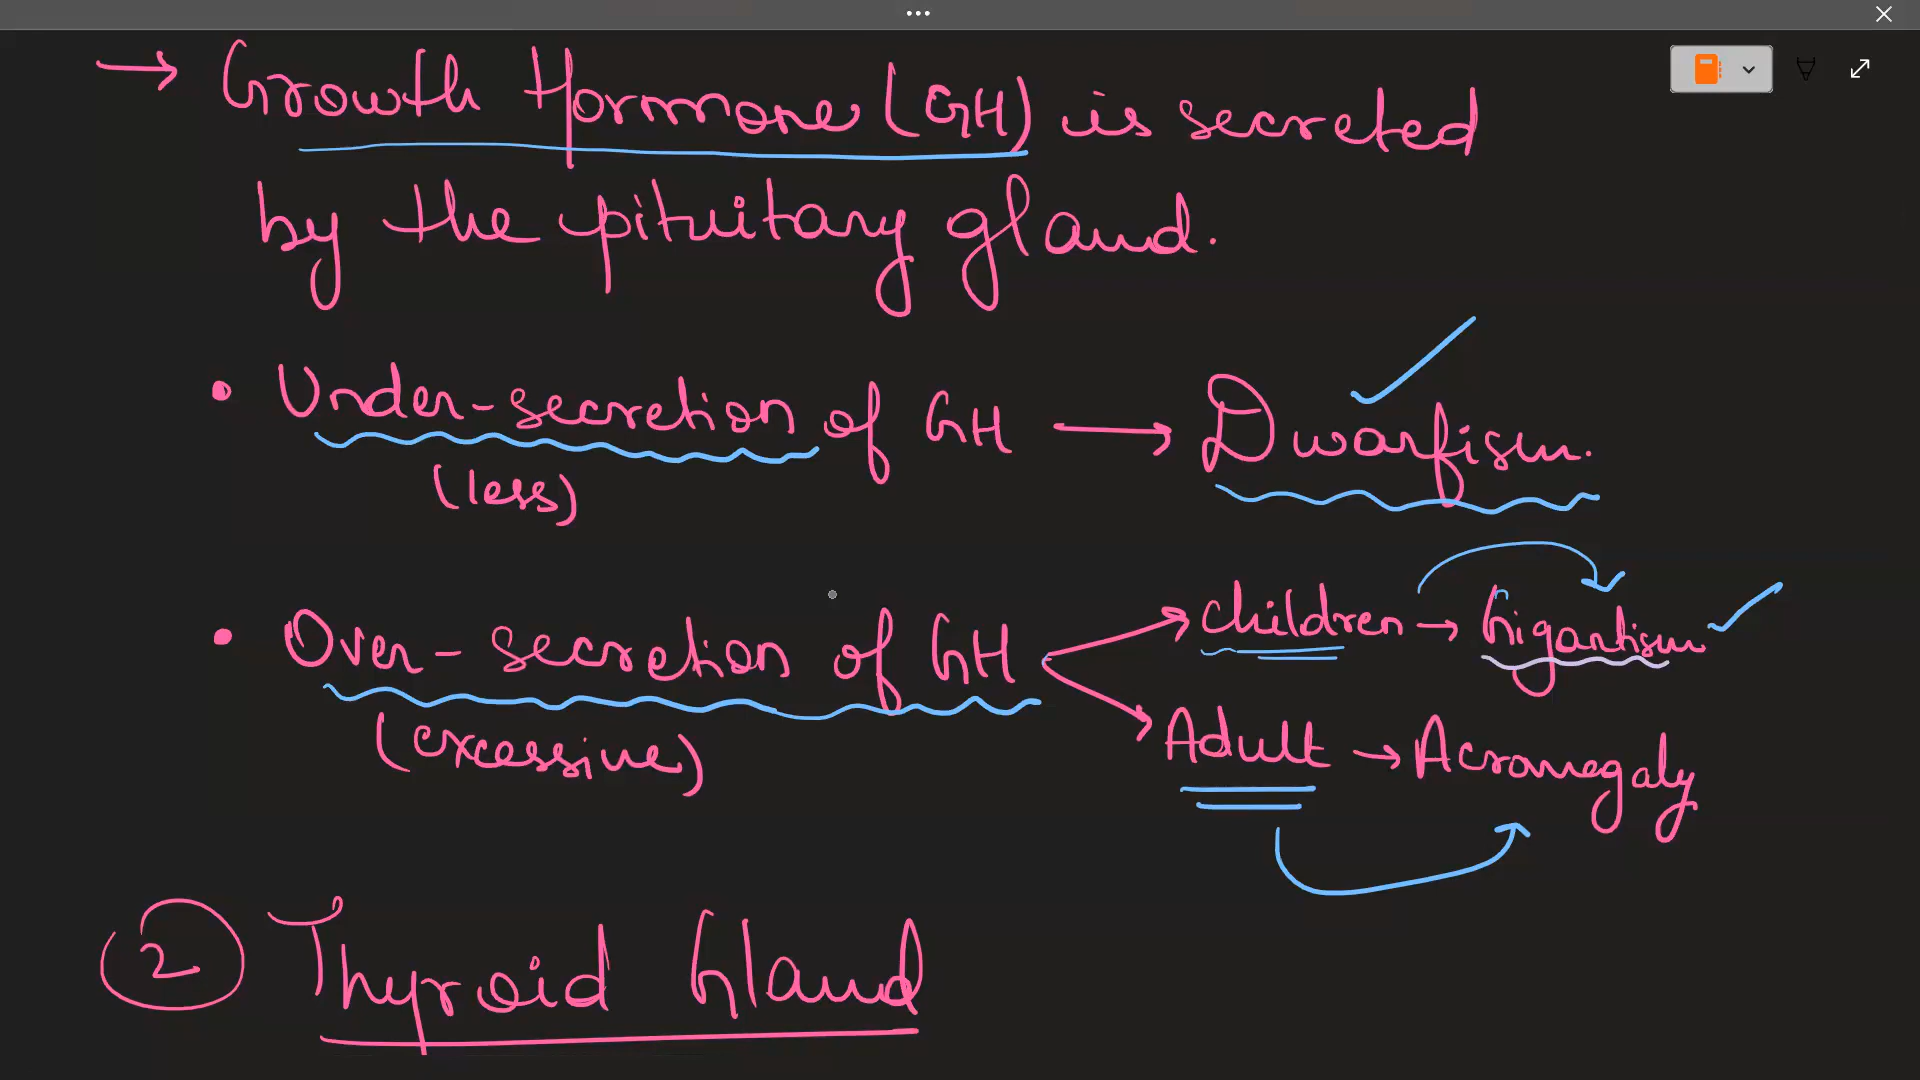 → Growth Hormone (GH) is secreted
by the pituitary gland.
• Under-secretion of GH → Dwarfism.
(less)
• Over-secretion of GH
(excessive)
Children → Gigantism
Adult → Acromegaly
2 Thyroid Gland